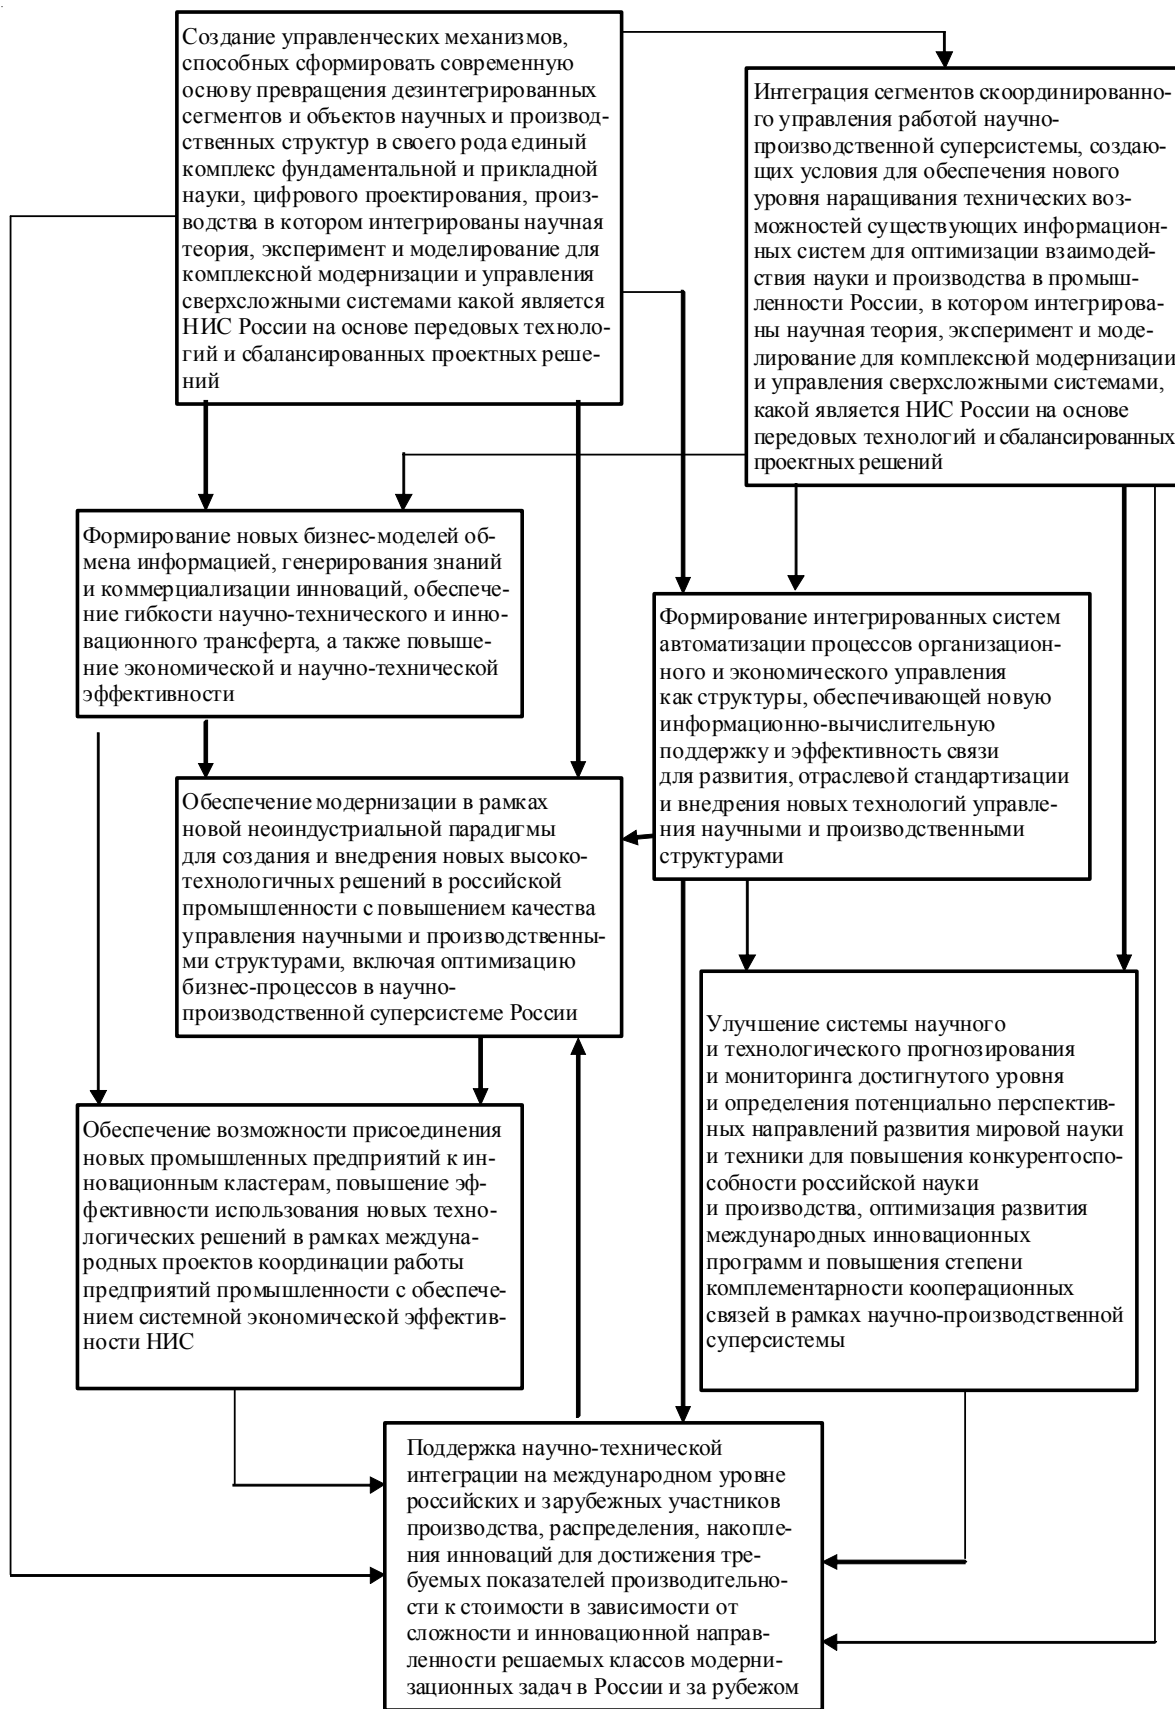 Создание управленческих механизмов,
способных сформировать современную
основу превращения дезинтегрированных
сегментов и объектов научных и производ-
ственных структур в своего рода единый
комплекс фундаментальной и прикладной
науки, цифрового проектирования, произ-
водства в котором интегрированы научная
теория, эксперимент и моделирование для
комплексной модернизации и управления
сверхсложными системами какой является
НИС России на основе передовых техноло-
гий и сбалансированных проектных реше-
ний
Интеграция сегментов скоординированно-
го управления работой научно-
производственной суперсистемы, создаю-
щих условия для обеспечения нового
уровня наращивания технических воз-
можностей существующих информацион-
ных систем для оптимизации взаимодей-
ствия науки и производства в промыш-
ленности России, в котором интегрирова-
ны научная теория, эксперимент и моде-
лирование для комплексной модернизации
и управления сверхсложными системами,
какой является НИС России на основе
передовых технологий и сбалансированных
проектных решений
Формирование новых бизнес-моделей об-
мена информацией, генерирования знаний
и коммерциализации инноваций, обеспече-
ние гибкости научно-технического и инно-
вационного трансферта, а также повыше-
ние экономической и научно-технической
эффективности
Формирование интегрированных систем
автоматизации процессов организацион-
ного и экономического управления
как структуры, обеспечивающей новую
информационно-вычислительную
поддержку и эффективность связи
для развития, отраслевой стандартизации
и внедрения новых технологий управле-
ния научными и производственными
структурами
Обеспечение модернизации в рамках
новой неоиндустриальной парадигмы
для создания и внедрения новых высоко-
технологичных решений в российской
промышленности с повышением качества
управления научными и производственны-
ми структурами, включая оптимизацию
бизнес-процессов в научно-
производственной суперсистеме России
Улучшение системы научного
и технологического прогнозирования
и мониторинга достигнутого уровня
и определения потенциально перспектив-
ных направлений развития мировой науки
и техники для повышения конкурентоспо-
собности российской науки
и производства, оптимизация развития
международных инновационных
программ и повышения степени
комплементарности кооперационных
связей в рамках научно-производственной
суперсистемы
Обеспечение возможности присоединения
новых промышленных предприятий к ин-
новационным кластерам, повышение эф-
фективности использования новых техно-
логических решений в рамках междуна-
родных проектов координации работы
предприятий промышленности с обеспече-
нием системной экономической эффектив-
ности НИС
Поддержка научно-технической
интеграции на международном уровне
российских и зарубежных участников
производства, распределения, накопле-
ния инноваций для достижения тре-
буемых показателей производительно-
сти к стоимости в зависимости от
сложности и инновационной направ-
ленности решаемых классов модерни-
зационных задач в России и за рубежом